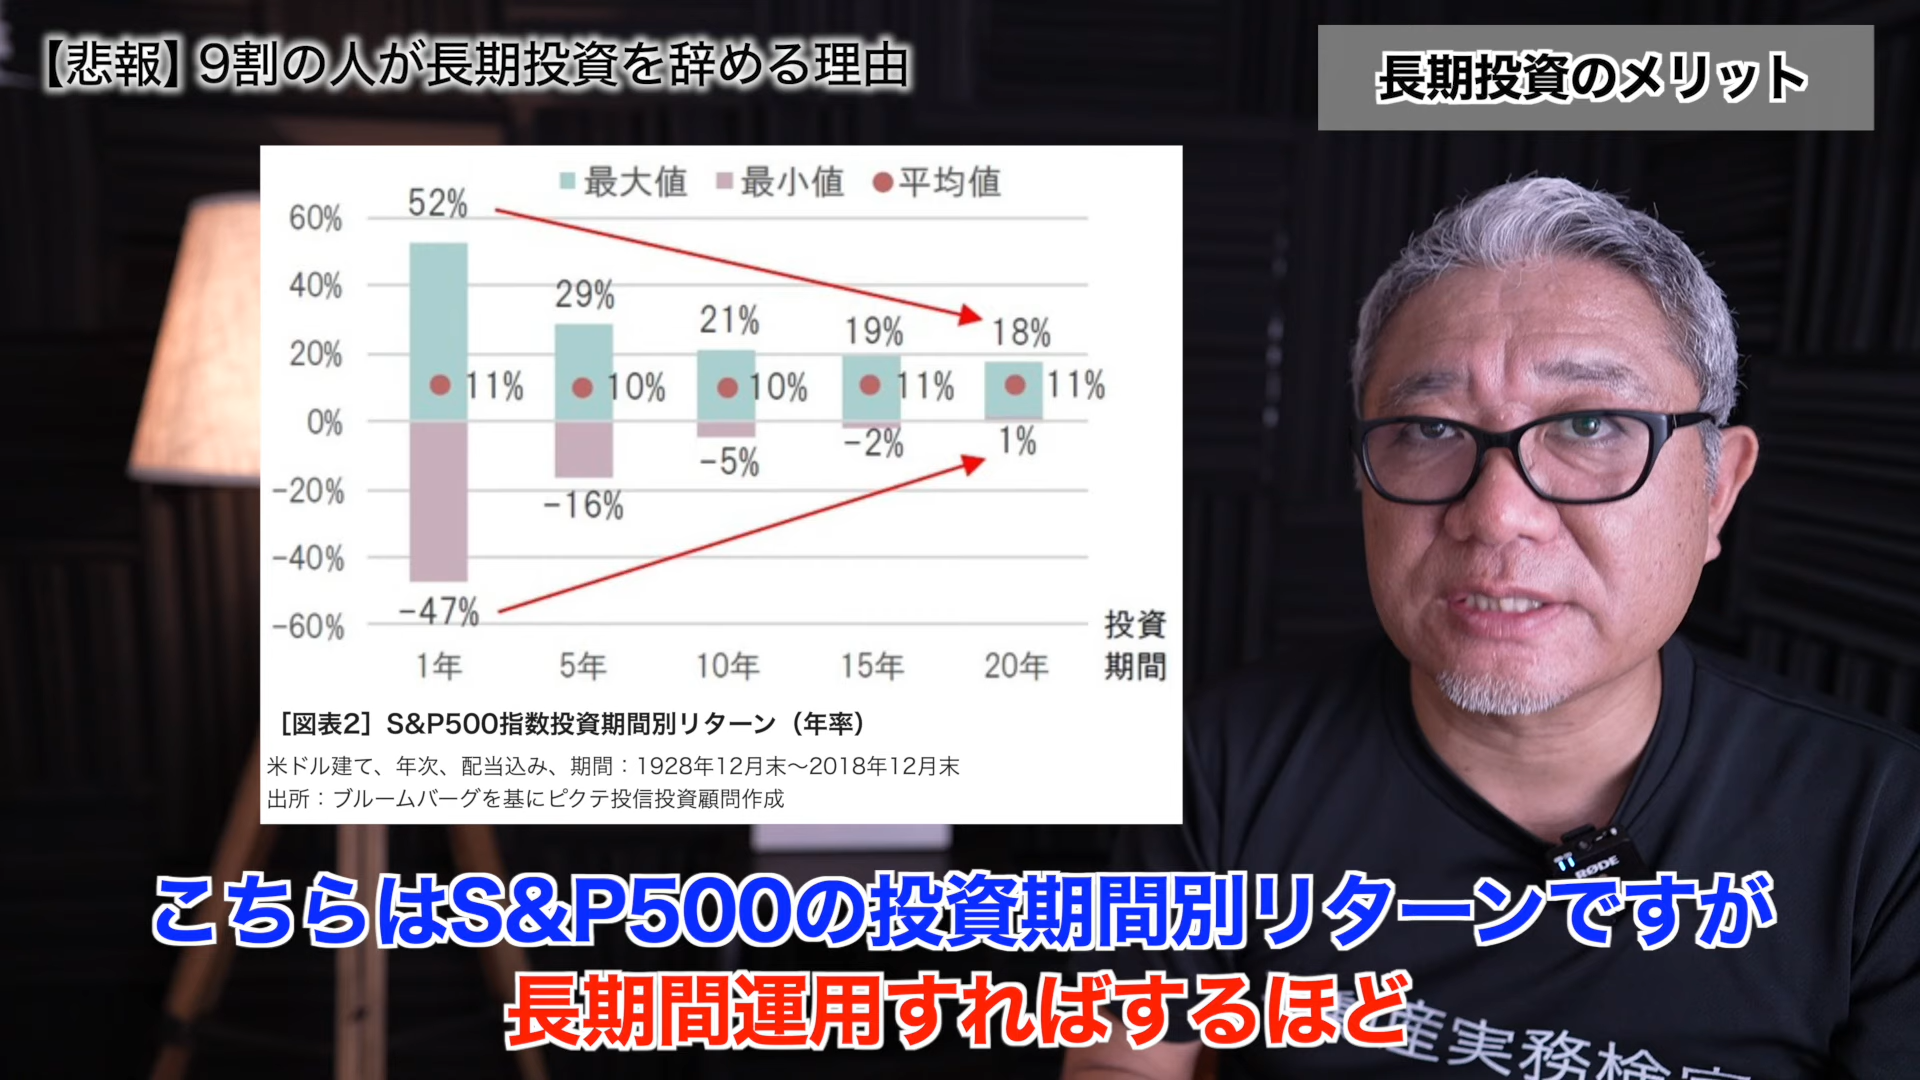 【悲報】9割の人が長期投資を辞める理由
長期投資のメリット
最大値 最小値 平均値
60%
40%
20%
0%
-20%
-40%
-60%
52%
29%
21%
19%
18%
11%
10%
10%
11%
11%
-47%
-16%
-5%
-2%
1%
1年 5年 10年 15年 20年
投資
期間
［図表2］S&P500指数投資期間別リターン（年率）
米ドル建て、年次、配当込み、期間：1928年12月末～2018年12月末
出所：ブルームバーグを基にピクテ投信投資顧問作成
RØDE
こちらはS&P500の投資期間別リターンですが
長期間運用すればするほど
産実務検定